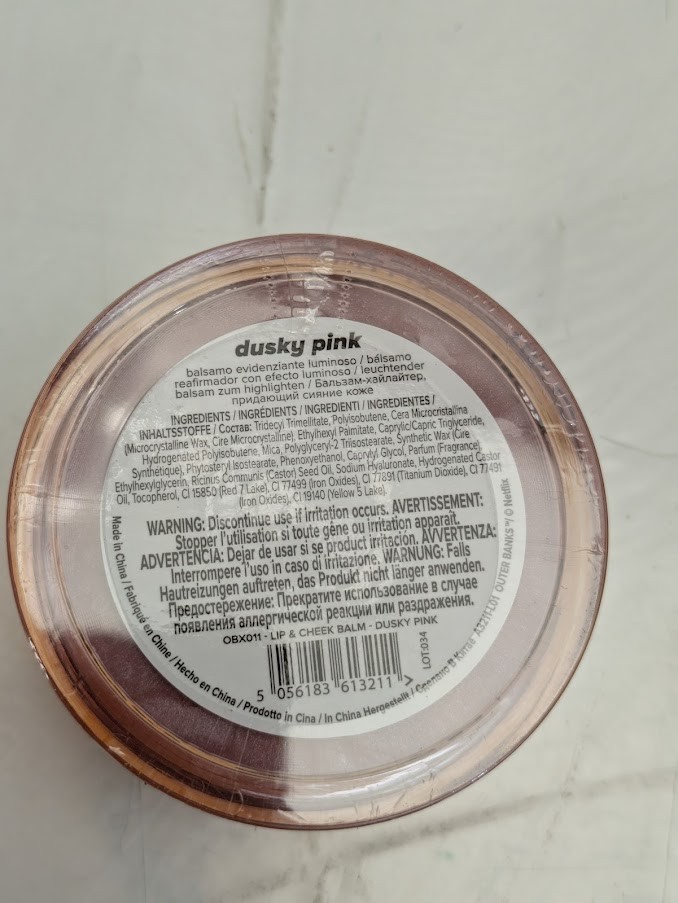 dusky pink
balsamo evidenziante luminoso / bálsamo
reafirmador con efecto luminoso / leuchtender
balsam zum highlighten / Бальзам-хайлайтер,
придающий сияние коже
INGREDIENTS / INGRÉDIENTS / INGREDIENTI / INGREDIENTES /
INHALTSSTOFFE / Состав: Tridecyl Trimellitate, Polyisobutene, Cera Microcristallina
(Microcrystalline Wax, Cire Microcrystalline), Ethylhexyl Palmitate, Caprylic/Capric Triglyceride,
Hydrogenated Polyisobutene, Mica, Polyglyceryl-2 Triisostearate, Synthetic Wax (Cire
Synthétique), Phytosteryl Isostearate, Phenoxyethanol, Caprylyl Glycol, Parfum (Fragrance),
Ethylhexylglycerin, Ricinus Communis (Castor) Seed Oil, Sodium Hyaluronate, Hydrogenated Castor
Oil, Tocopherol, CI 15850 (Red 7 Lake), CI 77499 (Iron Oxides), CI 77891 (Titanium Dioxide), CI 77491
(Iron Oxides), CI 19140 (Yellow 5 Lake).
WARNING: Discontinue use if irritation occurs. AVERTISSEMENT:
Stopper l'utilisation si toute gêne ou irritation apparaît.
ADVERTENCIA: Dejar de usar si se product irritacion. AVVERTENZA:
Interrompere l'uso in caso di irritazione. WARNUNG: Falls
Hautreizungen auftreten, das Produkt nicht länger anwenden.
Предостережение: Прекратите использование в случае
появления аллергической реакции или раздражения.
OBX011 - LIP & CHEEK BALM - DUSKY PINK
5 056183 613211 >
LOT:034
Made in China / Fabriqué en Chine / Hecho en China / Prodotto in Cina / In China Hergestellt / Сделано В Китае A3211L01 OUTER BANKS ™/ © Netflix